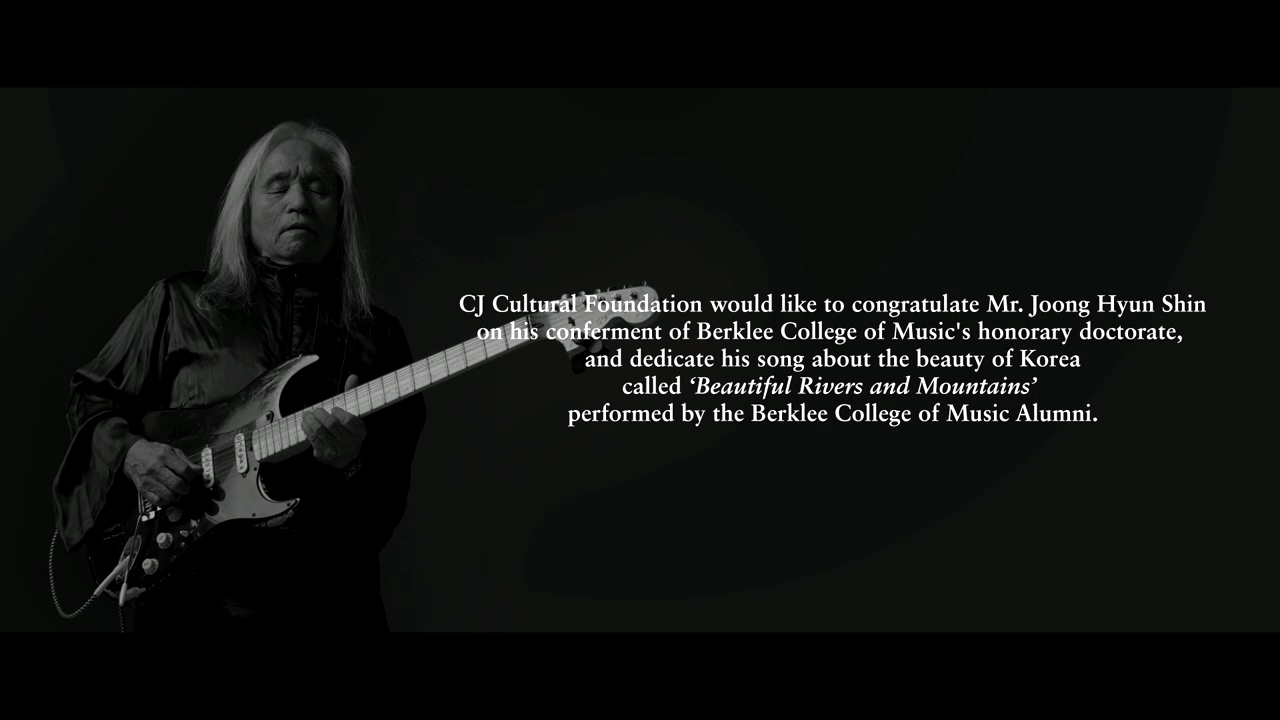 CJ Cultural Foundation would like to congratulate Mr. Joong Hyun Shin
on his conferment of Berklee College of Music's honorary doctorate,
and dedicate his song about the beauty of Korea
called ‘Beautiful Rivers and Mountains’
performed by the Berklee College of Music Alumni.